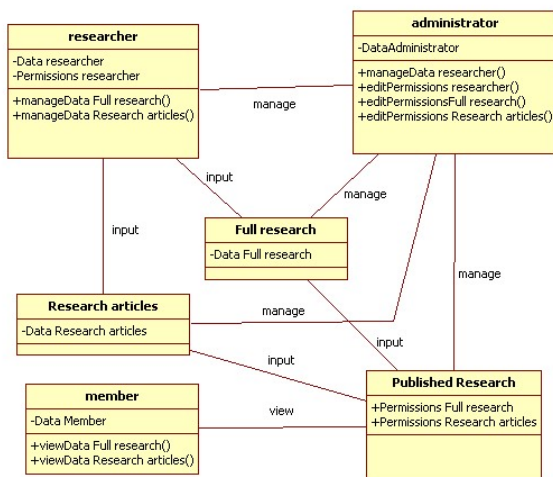 researcher
-Data researcher
-Permissions researcher
+manageData Full research()
+manageData Research articles()
administrator
-DataAdministrator
+manageData researcher()
+editPermissions researcher()
+editPermissionsFull research()
+editPermissions Research articles()
manage
input
manage
input
Full research
-Data Full research
manage
Research articles
-Data Research articles
manage
input
input
Published Research
+Permissions Full research
+Permissions Research articles
view
member
-Data Member
+viewData Full research()
+viewData Research articles()